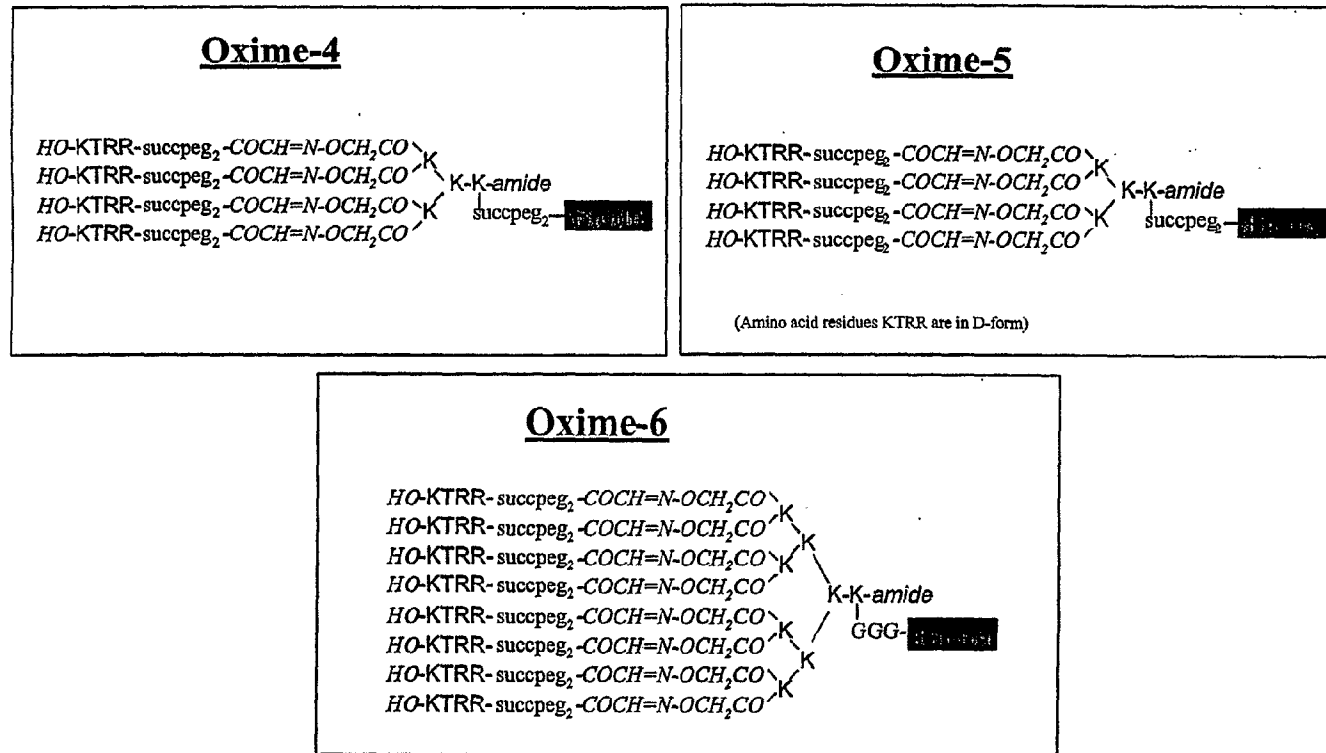 Oxime-4
HO-KTRR-succpeg₂-COCH=N-OCH₂CO
HO-KTRR-succpeg₂-COCH=N-OCH₂CO
K
K-K-amide
HO-KTRR-succpeg₂-COCH=N-OCH₂CO
K
succpeg₂-
HO-KTRR-succpeg₂-COCH=N-OCH₂CO
Oxime-5
HO-KTRR-succpeg₂-COCH=N-OCH₂CO
K
HO-KTRR-succpeg₂-COCH=N-OCH₂CO
K-K-amide
HO-KTRR-succpeg₂-COCH=N-OCH₂CO
K
succpeg₂-
HO-KTRR-succpeg₂-COCH=N-OCH₂CO
(Amino acid residues KTRR are in D-form)
Oxime-6
HO-KTRR-succpeg₂-COCH=N-OCH₂CO
K
HO-KTRR-succpeg₂-COCH=N-OCH₂CO
K
HO-KTRR-succpeg₂-COCH=N-OCH₂CO
K
HO-KTRR-succpeg₂-COCH=N-OCH₂CO
K-K-amide
HO-KTRR-succpeg₂-COCH=N-OCH₂CO
K
GGG-
HO-KTRR-succpeg₂-COCH=N-OCH₂CO
K
HO-KTRR-succpeg₂-COCH=N-OCH₂CO
K
HO-KTRR-succpeg₂-COCH=N-OCH₂CO